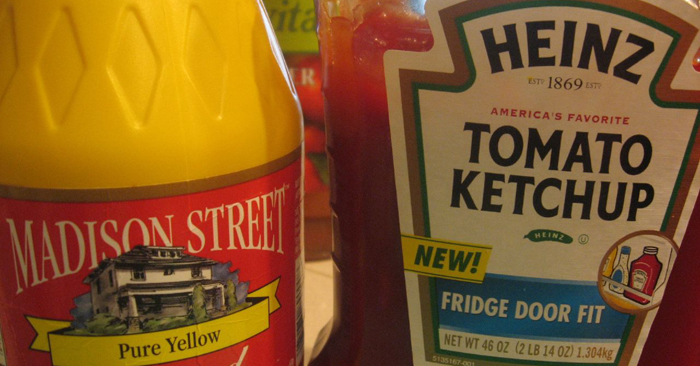 MADISON STREET
Pure Yellow
HEINZ
ESTD 1869 ESTD
AMERICA'S FAVORITE
TOMATO
KETCHUP
HEINZ
NEW!
FRIDGE DOOR FIT
NET WT 46 OZ (2 LB 14 OZ) 1.304kg